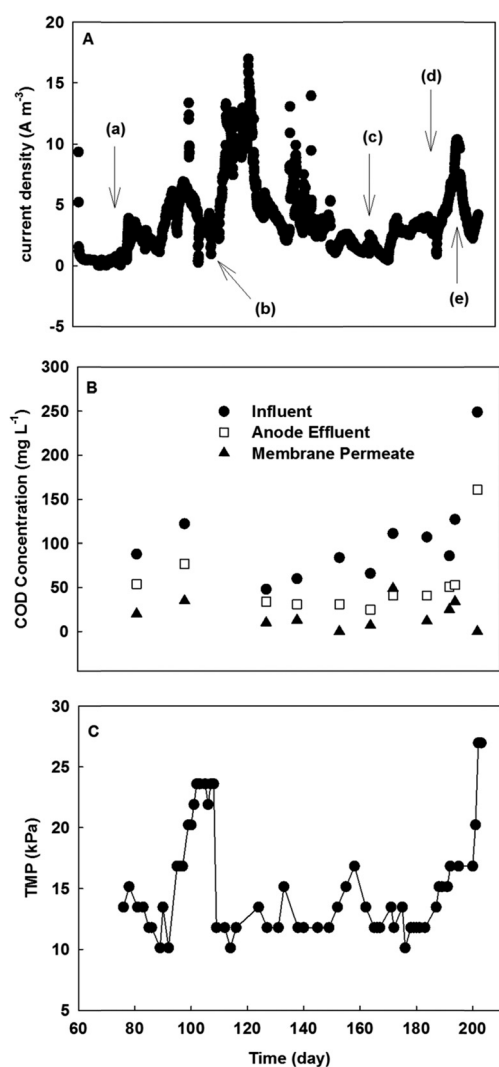 A
current density (A m-3)
20
15
10
5
0
-5
(a)
(b)
(c)
(d)
(e)
B
COD Concentration (mg L-1)
300
250
200
150
100
50
0
Influent
Anode Effluent
Membrane Permeate
C
TMP (kPa)
30
25
20
15
10
5
60 80 100 120 140 160 180 200
Time (day)